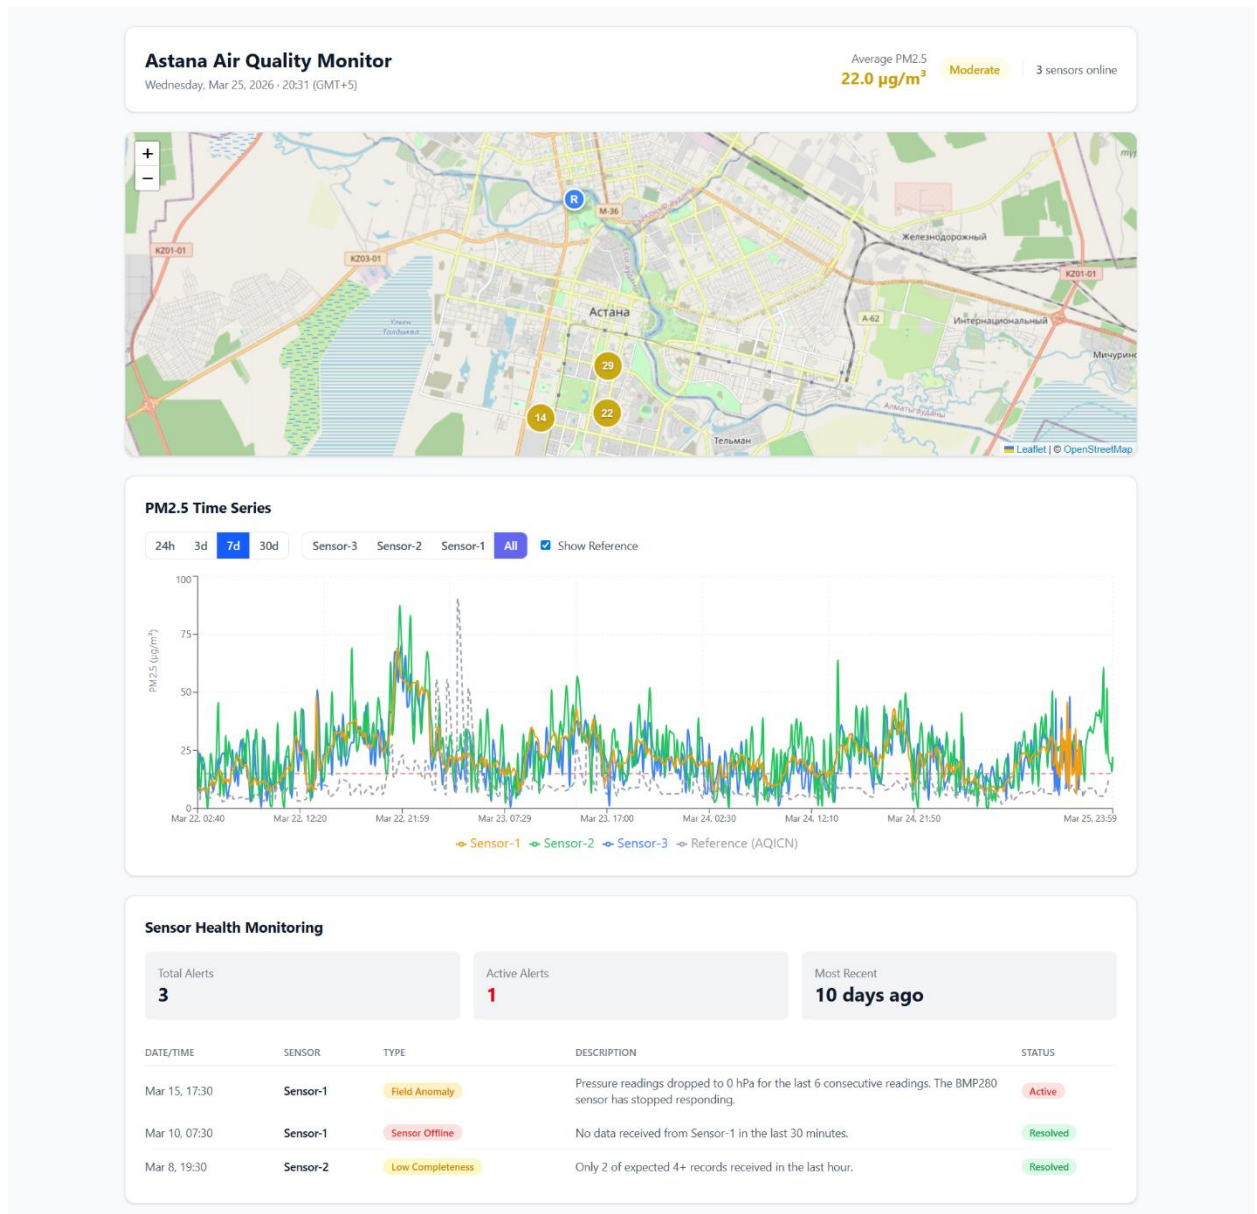 Astana Air Quality Monitor
Wednesday, Mar 25, 2026 · 20:31 (GMT+5)
Average PM2.5
22.0 µg/m³
Moderate
3 sensors online
+
−
R
М-36
Железнодорожный
KZ01-01
KZ03-01
KZ01-01
Астана
А-62
Интернациональный
Мичурино
29
14
22
Алматы ауданы
Тельман
Leaflet | © OpenStreetMap
PM2.5 Time Series
24h 3d 7d 30d Sensor-3 Sensor-2 Sensor-1 All Show Reference
PM2.5 (µg/m³)
100
75
50
25
0
Mar 22, 02:40 Mar 22, 12:20 Mar 22, 21:59 Mar 23, 07:29 Mar 23, 17:00 Mar 24, 02:30 Mar 24, 12:10 Mar 24, 21:50 Mar 25, 23:59
Sensor-1 Sensor-2 Sensor-3 Reference (AQICN)
Sensor Health Monitoring
Total Alerts
3
Active Alerts
1
Most Recent
10 days ago
DATE/TIME SENSOR TYPE DESCRIPTION STATUS
Mar 15, 17:30 Sensor-1 Field Anomaly Pressure readings dropped to 0 hPa for the last 6 consecutive readings. The BMP280
sensor has stopped responding. Active
Mar 10, 07:30 Sensor-1 Sensor Offline No data received from Sensor-1 in the last 30 minutes. Resolved
Mar 8, 19:30 Sensor-2 Low Completeness Only 2 of expected 4+ records received in the last hour. Resolved